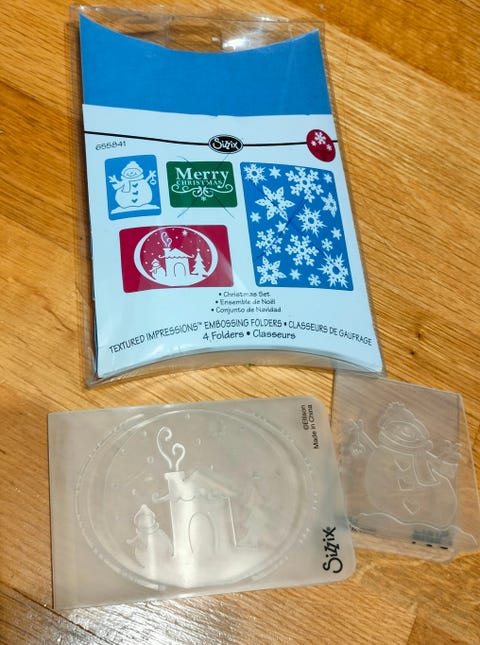 655841
Sizzix
Merry
CHRISTMAS
• Christmas Set
• Ensemble de Noël
• Conjunto de Navidad
TEXTURED IMPRESSIONS™ EMBOSSING FOLDERS • CLASSEURS DE GAUFRAGE
4 Folders • Classeurs
©Ellison
Made in China
Sizzix